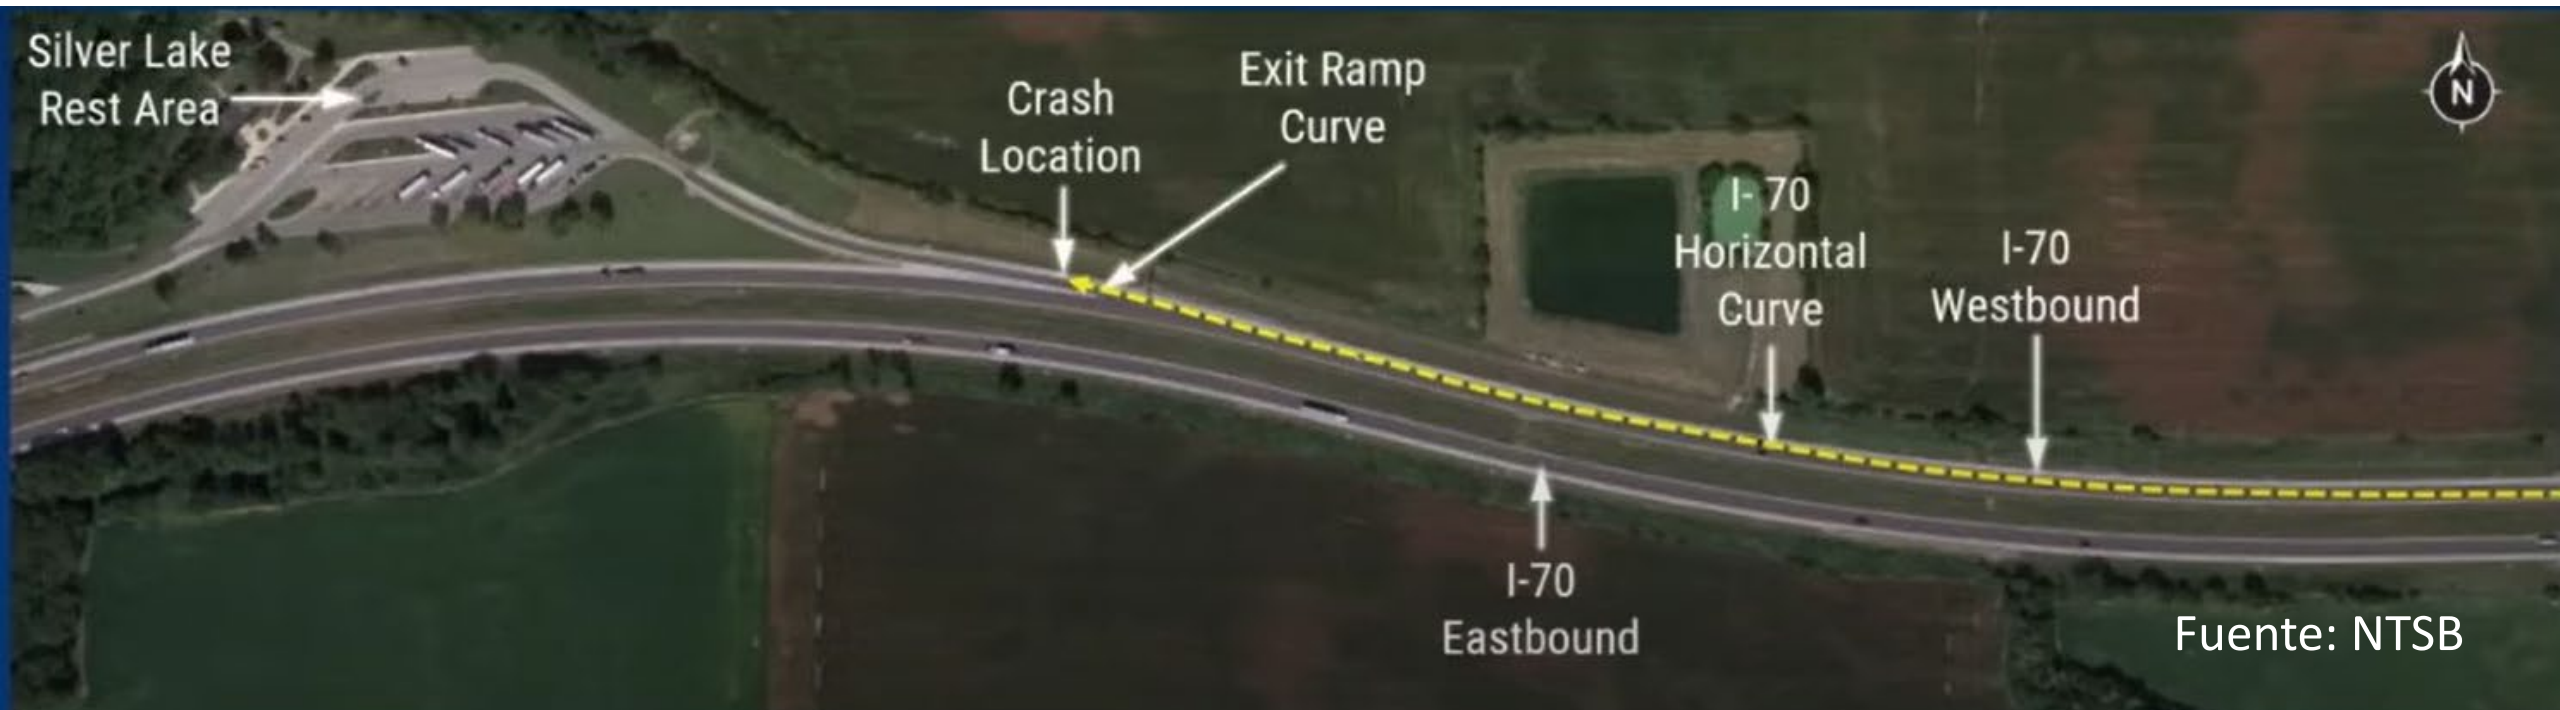 Silver Lake
Rest Area
Crash
Location
Exit Ramp
Curve
I- 70
Horizontal
Curve
I-70
Westbound
N
I-70
Eastbound
Fuente: NTSB